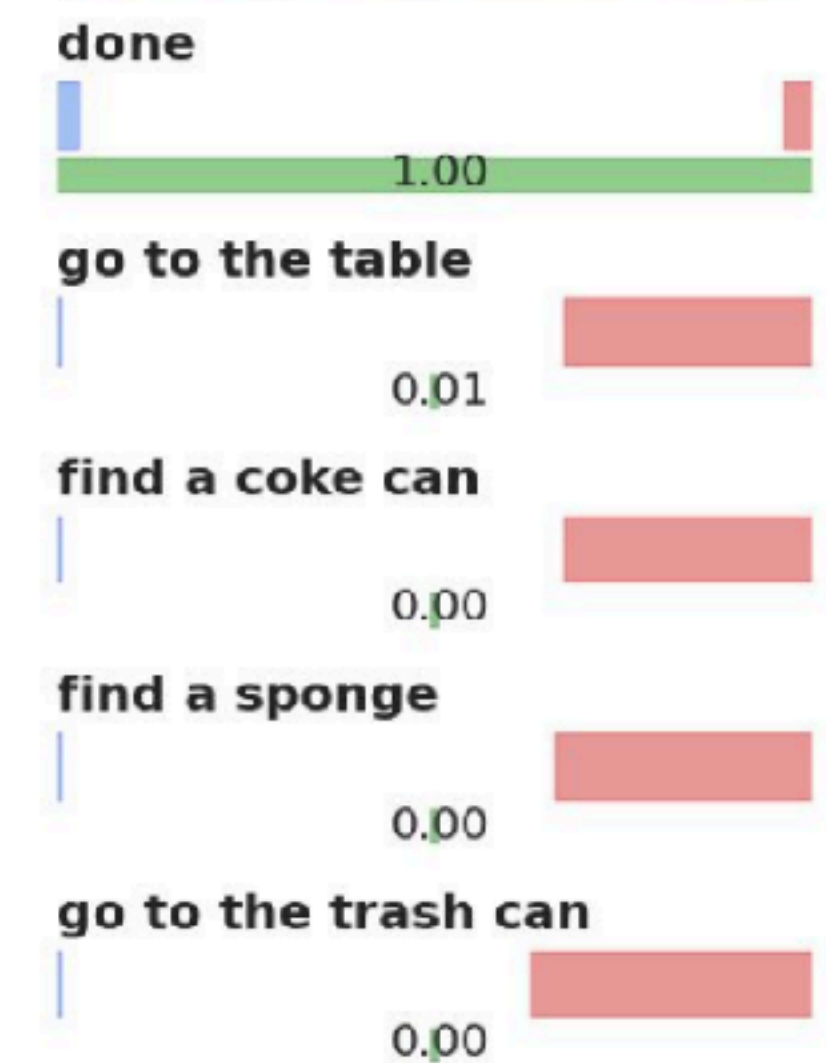 done
1.00
go to the table
0.01
find a coke can
0.00
find a sponge
0.00
go to the trash can
0.00